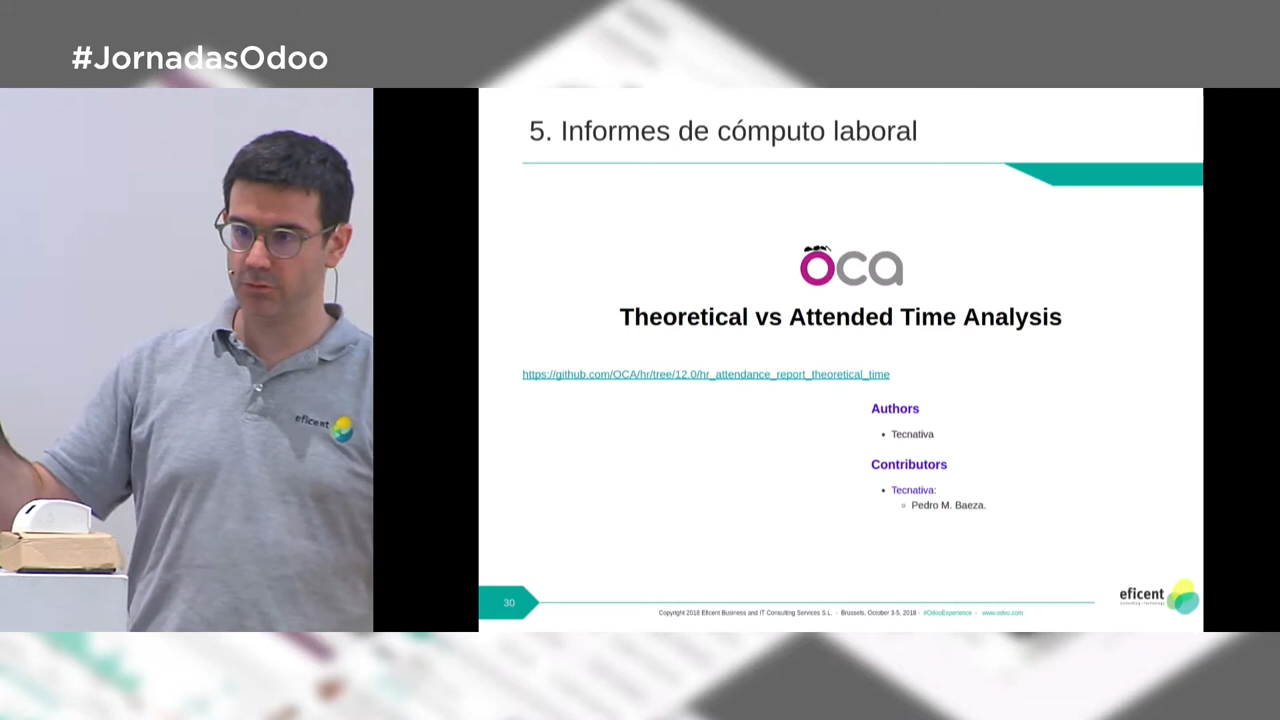 #JornadasOdoo
5. Informes de cómputo laboral
OCA
Theoretical vs Attended Time Analysis
https://github.com/OCA/hr/tree/12.0/hr_attendance_report_theoretical_time
Authors
• Tecnativa
Contributors
• Tecnativa:
◦ Pedro M. Baeza.
eficent
30
eficent
Copyright 2018 Eficent Business and IT Consulting Services S.L. - Brussels, October 3-5, 2018 - #OdooExperience - www.odoo.com